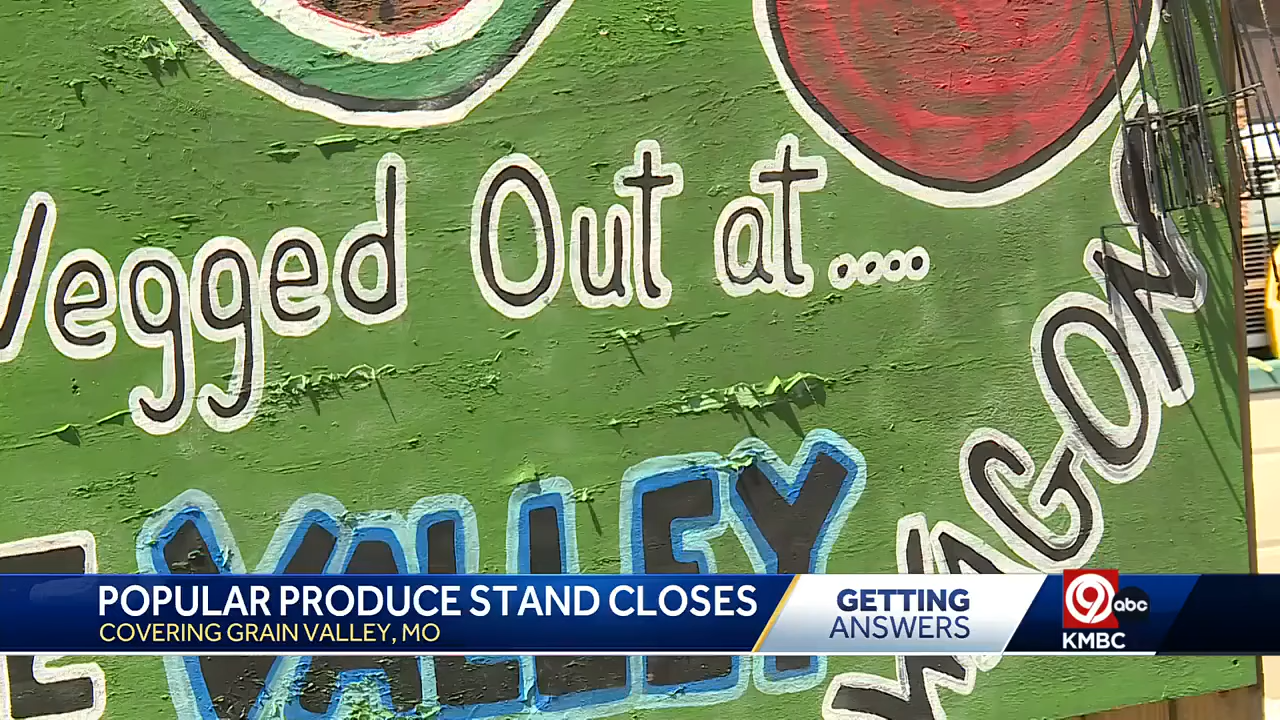 Vegged Out at....
WAGON
VALLEY
POPULAR PRODUCE STAND CLOSES
COVERING GRAIN VALLEY, MO
GETTING
ANSWERS
9 abc
KMBC